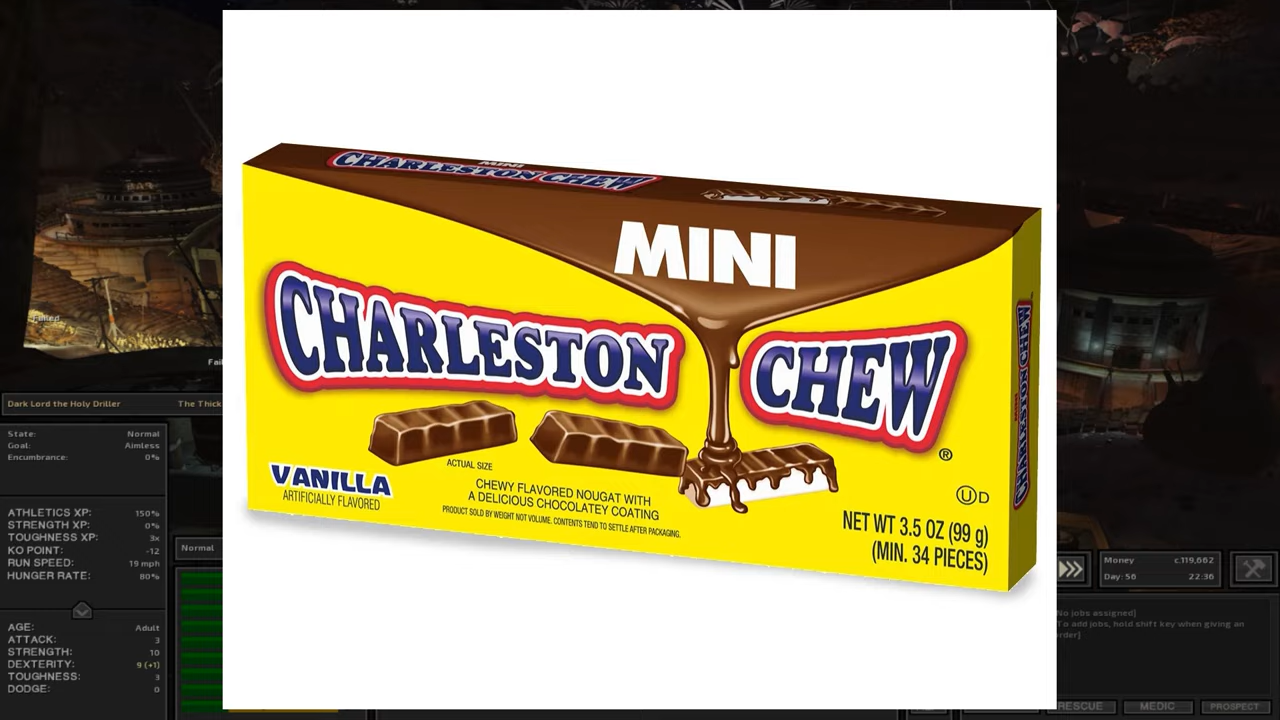 MINI
CHARLESTON CHEW
MINI
CHARLESTON CHEW
®
ACTUAL SIZE
VANILLA
ARTIFICIALLY FLAVORED
CHEWY FLAVORED NOUGAT WITH
A DELICIOUS CHOCOLATEY COATING
PRODUCT SOLD BY WEIGHT NOT VOLUME. CONTENTS TEND TO SETTLE AFTER PACKAGING.
U D
NET WT 3.5 OZ (99 g)
(MIN. 34 PIECES)
Failed
Fai
Dark Lord the Holy Driller The Thick
State: Normal
Goal: Aimless
Encumbrance: 0%
ATHLETICS XP: 150%
STRENGTH XP: 0%
TOUGHNESS XP: 3x
KO POINT: -12
RUN SPEED: 19 mph
HUNGER RATE: 80%
Normal
AGE: Adult
ATTACK: 3
STRENGTH: 10
DEXTERITY: 9 (+1)
TOUGHNESS: 3
DODGE: 0
Money c.119,662
Day: 56 22:36
No jobs assigned]
To add jobs, hold shift key when giving an
order]
RESCUE MEDIC PROSPECT